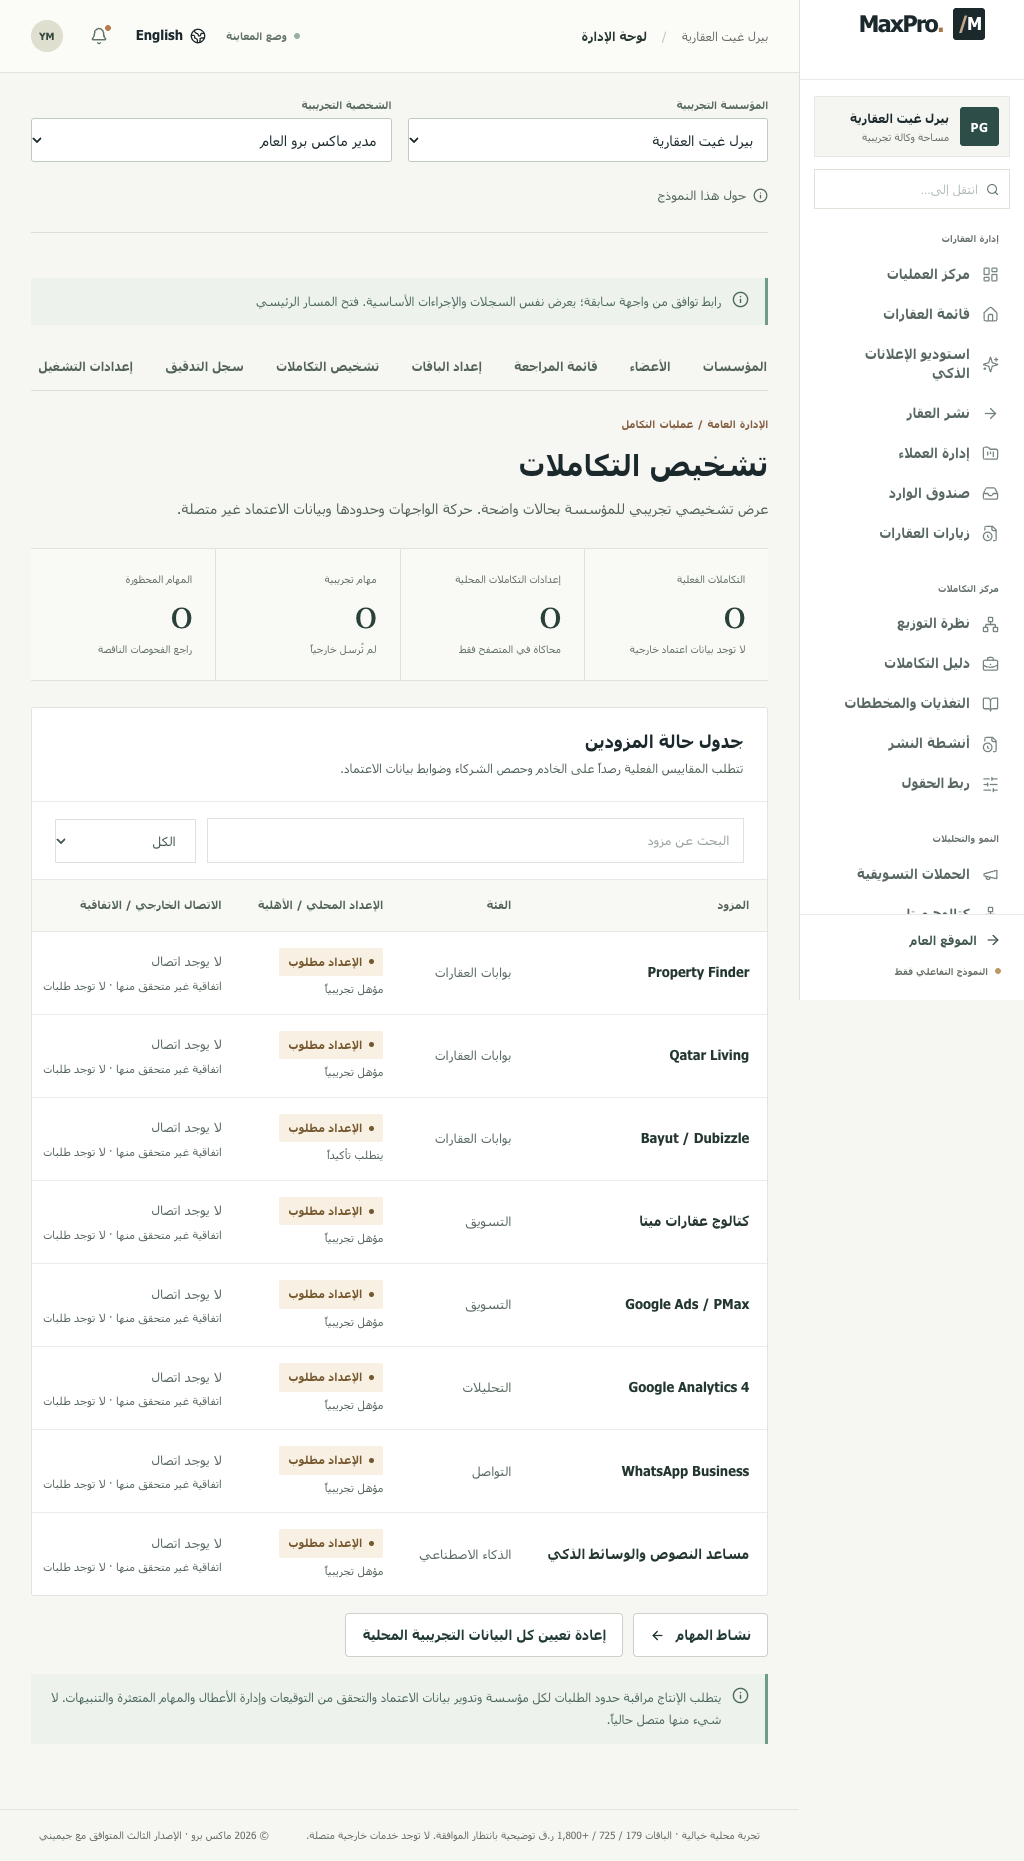 MaxPro.
/M
بيرل غيت العقارية
/
لوحة الإدارة
وضع المعاينة
English
YM
PG
بيرل غيت العقارية
مساحة وكالة تجريبية
انتقل إلى...
إدارة العقارات
مركز العمليات
قائمة العقارات
استوديو الإعلانات
الذكي
نشر العقار
إدارة العملاء
صندوق الوارد
زيارات العقارات
مركز التكاملات
نظرة التوزيع
دليل التكاملات
التغذيات والمخططات
أنشطة النشر
ربط الحقول
النمو والتحليلات
الحملات التسويقية
كتالوج ميتا
الموقع العام
النموذج التفاعلي فقط
المؤسسة التجريبية
بيرل غيت العقارية
الشخصية التجريبية
مدير ماكس برو العام
حول هذا النموذج
رابط توافق من واجهة سابقة؛ يعرض نفس السجلات والإجراءات الأساسية. فتح المسار الرئيسي
المؤسسات
الأعضاء
قائمة المراجعة
إعداد الباقات
تشخيص التكاملات
سجل التدقيق
إعدادات التشغيل
الإدارة العامة / عمليات التكامل
تشخيص التكاملات
عرض تشخيصي تجريبي للمؤسسة بحالات واضحة. حركة الواجهات وحدودها وبيانات الاعتماد غير متصلة.
التكاملات الفعلية
0
لا توجد بيانات اعتماد خارجية
إعدادات التكاملات المحلية
0
محاكاة في المتصفح فقط
مهام تجريبية
0
لم تُرسل خارجياً
المهام المحظورة
0
راجع الفحوصات الناقصة
جدول حالة المزودين
تتطلب المقاييس الفعلية رصداً على الخادم وحصص الشركاء وضوابط بيانات الاعتماد.
البحث عن مزود
الكل
المزود
الفئة
الإعداد المحلي / الأهلية
الاتصال الخارجي / الاتفاقية
Property Finder
بوابات العقارات
الإعداد مطلوب
مؤهل تجريبياً
لا يوجد اتصال
اتفاقية غير متحقق منها · لا توجد طلبات
Qatar Living
بوابات العقارات
الإعداد مطلوب
مؤهل تجريبياً
لا يوجد اتصال
اتفاقية غير متحقق منها · لا توجد طلبات
Bayut / Dubizzle
بوابات العقارات
الإعداد مطلوب
يتطلب تأكيداً
لا يوجد اتصال
اتفاقية غير متحقق منها · لا توجد طلبات
كتالوج عقارات ميتا
التسويق
الإعداد مطلوب
مؤهل تجريبياً
لا يوجد اتصال
اتفاقية غير متحقق منها · لا توجد طلبات
Google Ads / PMax
التسويق
الإعداد مطلوب
مؤهل تجريبياً
لا يوجد اتصال
اتفاقية غير متحقق منها · لا توجد طلبات
Google Analytics 4
التحليلات
الإعداد مطلوب
مؤهل تجريبياً
لا يوجد اتصال
اتفاقية غير متحقق منها · لا توجد طلبات
WhatsApp Business
التواصل
الإعداد مطلوب
مؤهل تجريبياً
لا يوجد اتصال
اتفاقية غير متحقق منها · لا توجد طلبات
مساعد النصوص والوسائط الذكي
الذكاء الاصطناعي
الإعداد مطلوب
مؤهل تجريبياً
لا يوجد اتصال
اتفاقية غير متحقق منها · لا توجد طلبات
نشاط المهام
إعادة تعيين كل البيانات التجريبية المحلية
يتطلب الإنتاج مراقبة حدود الطلبات لكل مؤسسة وتدوير بيانات الاعتماد والتحقق من التوقيعات وإدارة الأعطال والمهام المتعثرة والتنبيهات. لا
شيء منها متصل حالياً.
تجربة محلية خيالية · الباقات 179 / 725 / +1,800 ر.ق توضيحية بانتظار الموافقة. لا توجد خدمات خارجية متصلة.
© 2026 ماكس برو · الإصدار الثالث المتوافق مع جيميني